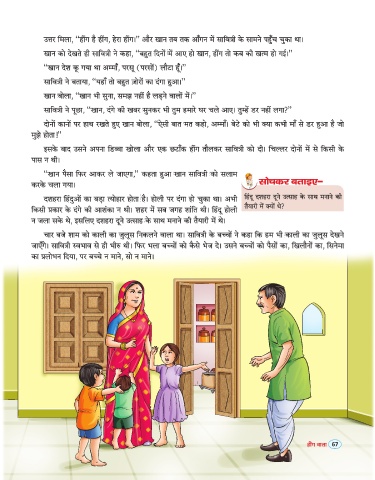 उत्तर मिला, “हींग है हींग, हेरा हींग।” और खान तब तक आँगन में सावित्री के सामने पहुँच चुका था।
खान को देखते ही सावित्री ने कहा, “बहुत दिनों में आए हो खान, हींग तो कब की खत्म हो गई।”
“खान देश कू गया था अम्माँ, परसू (परसों) लौटा हूँ।”
सावित्री ने बताया, “यहाँ तो बहुत ज़ोरों का दंगा हुआ।”
खान बोला, “खान भी सुना, समझ नहीं है लड़ने वालों में।”
सावित्री ने पूछा, “खान, दंगे की खबर सुनकर भी तुम हमारे घर चले आए। तुम्हें डर नहीं लगा?”
दोनों कानों पर हाथ रखते हुए खान बोला, “ऐसी बात मत कहो, अम्माँ। बेटे को भी क्या कभी माँ से डर हुआ है जो
मुझे होता।”
इसके बाद उसने अपना डिब्बा खोला और एक छटाँक हींग तौलकर सावित्री को दी। चिल्लर दोनों में से किसी के
पास न थी।
“खान पैसा फिर आकर ले जाएगा,” कहता हुआ खान सावित्री को सलाम
करके चला गया।
दशहरा हिंदुओं का बड़ा त्योहार होता है। होली पर दंगा हो चुका था। अभी
किसी प्रकार के दंगे की आशंका न थी। शहर में सब जगह शांति थी। हिंदू होली
न जला सके थे, इसलिए दशहरा दूने उत्साह के साथ मनाने की तैयारी में थे।
सोचकर बताइए–
हिंदू दशहरा दूने उत्साह के साथ मनाने की
तैयारी में क्यों थे?
चार बजे शाम को काली का जुलूस निकलने वाला था। सावित्री के बच्चों ने कहा कि हम भी काली का जुलूस देखने
जाएँगे। सावित्री स्वभाव से ही भीरु थी। फिर भला बच्चों को कैसे भेज दे। उसने बच्चों को पैसों का, खिलौनों का, सिनेमा
का प्रलोभन दिया, पर बच्चे न माने, सो न माने।
हींग वाला 67